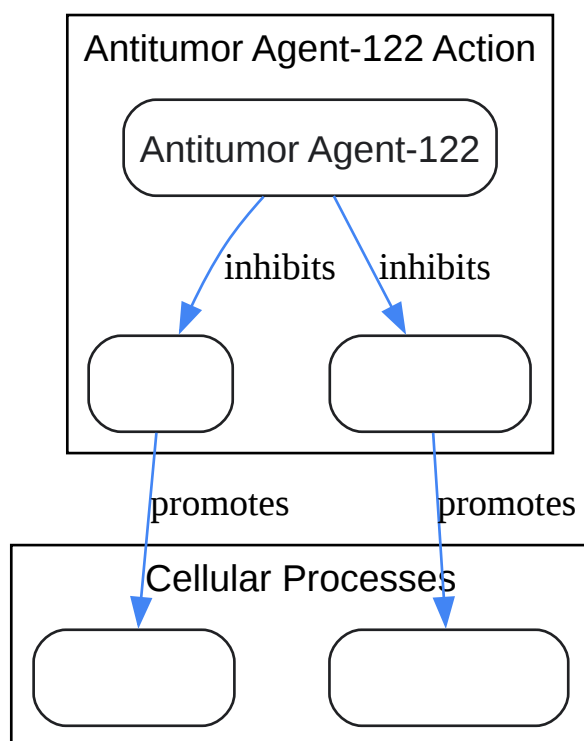 Antitumor Agent-122 Action
Antitumor Agent-122
inhibits
inhibits
promotes
promotes
Cellular Processes